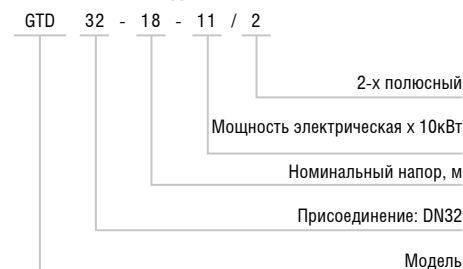 GTD 32 - 18 - 11 / 2
2-х полюсный
Мощность электрическая x 10кВт
Номинальный напор, м
Присоединение: DN32
Модель